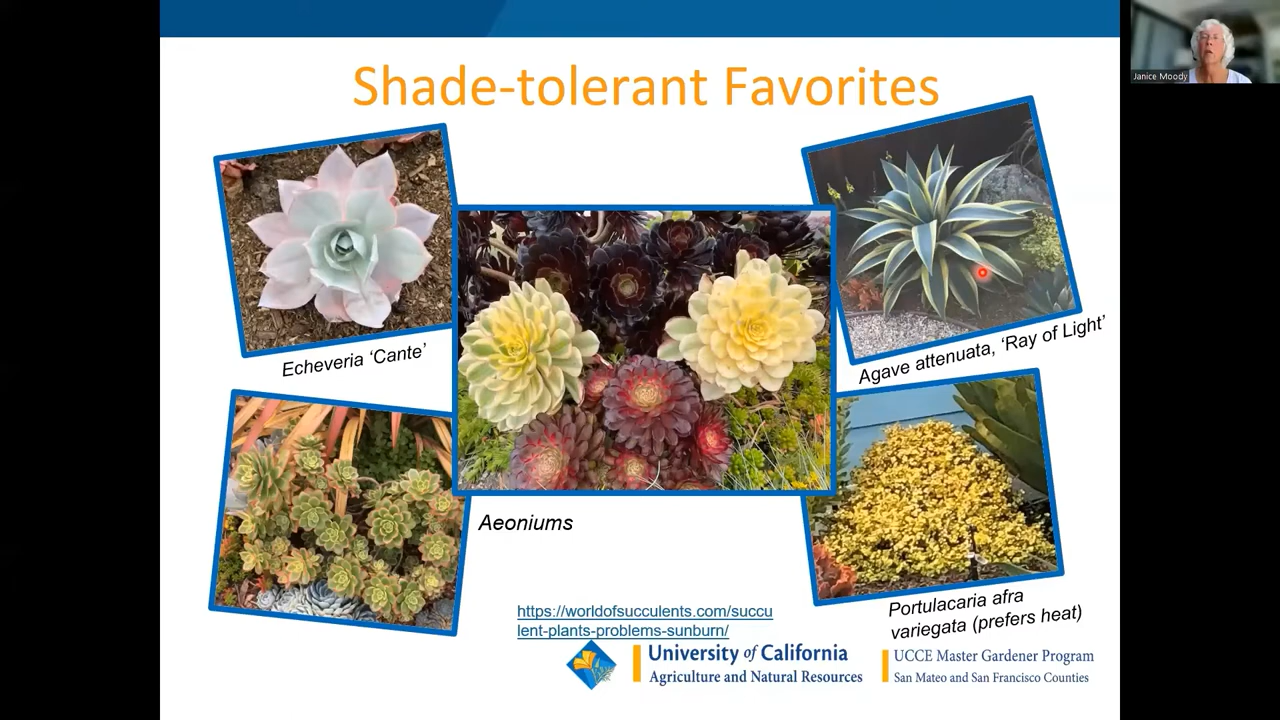 Shade-tolerant Favorites
Janice Moody
Echeveria ‘Cante’
Agave attenuata, ‘Ray of Light’
Aeoniums
Portulacaria afra
variegata (prefers heat)
https://worldofsucculents.com/succu
lent-plants-problems-sunburn/
University of California
Agriculture and Natural Resources
UCCE Master Gardener Program
San Mateo and San Francisco Counties